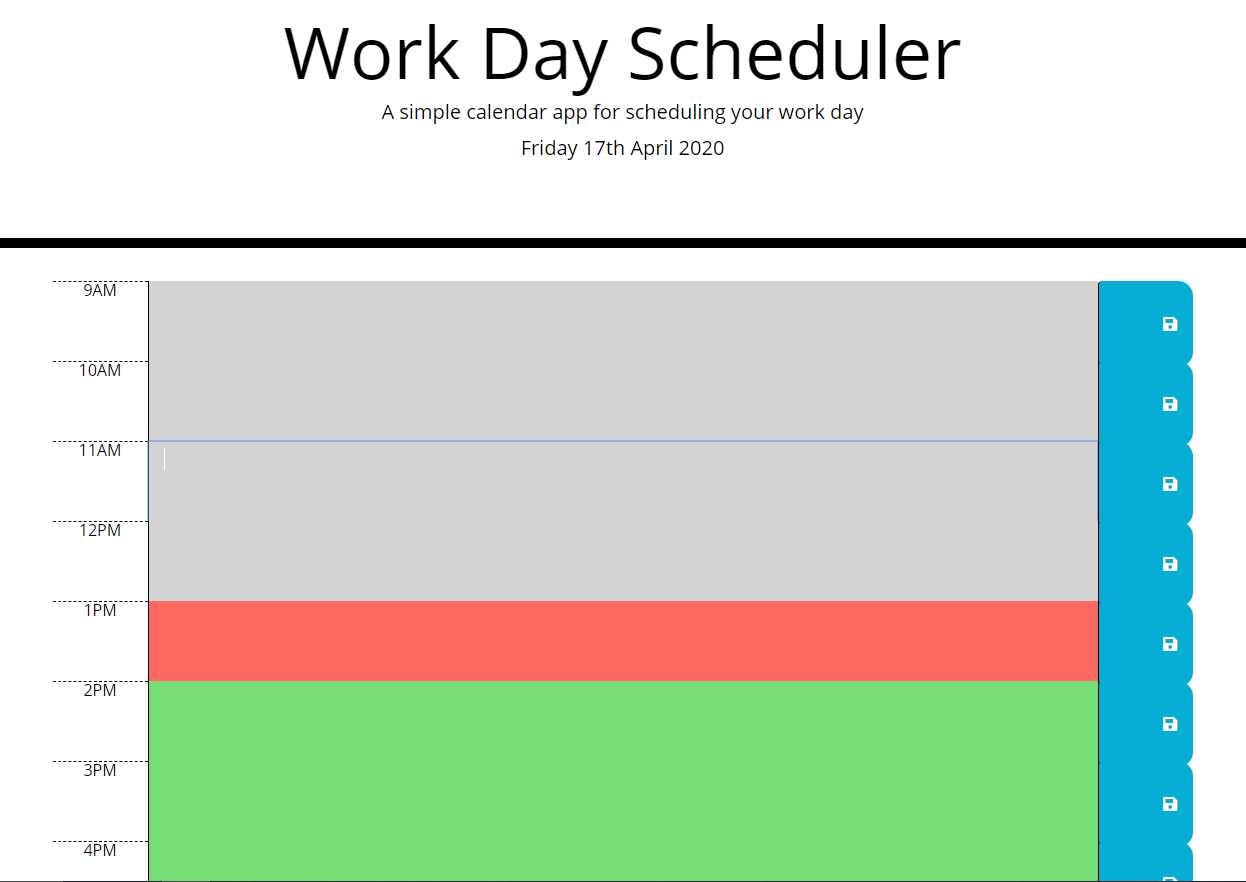 Work Day Scheduler
A simple calendar app for scheduling your work day
Friday 17th April 2020
9AM
10AM
11AM
12PM
1PM
2PM
3PM
4PM